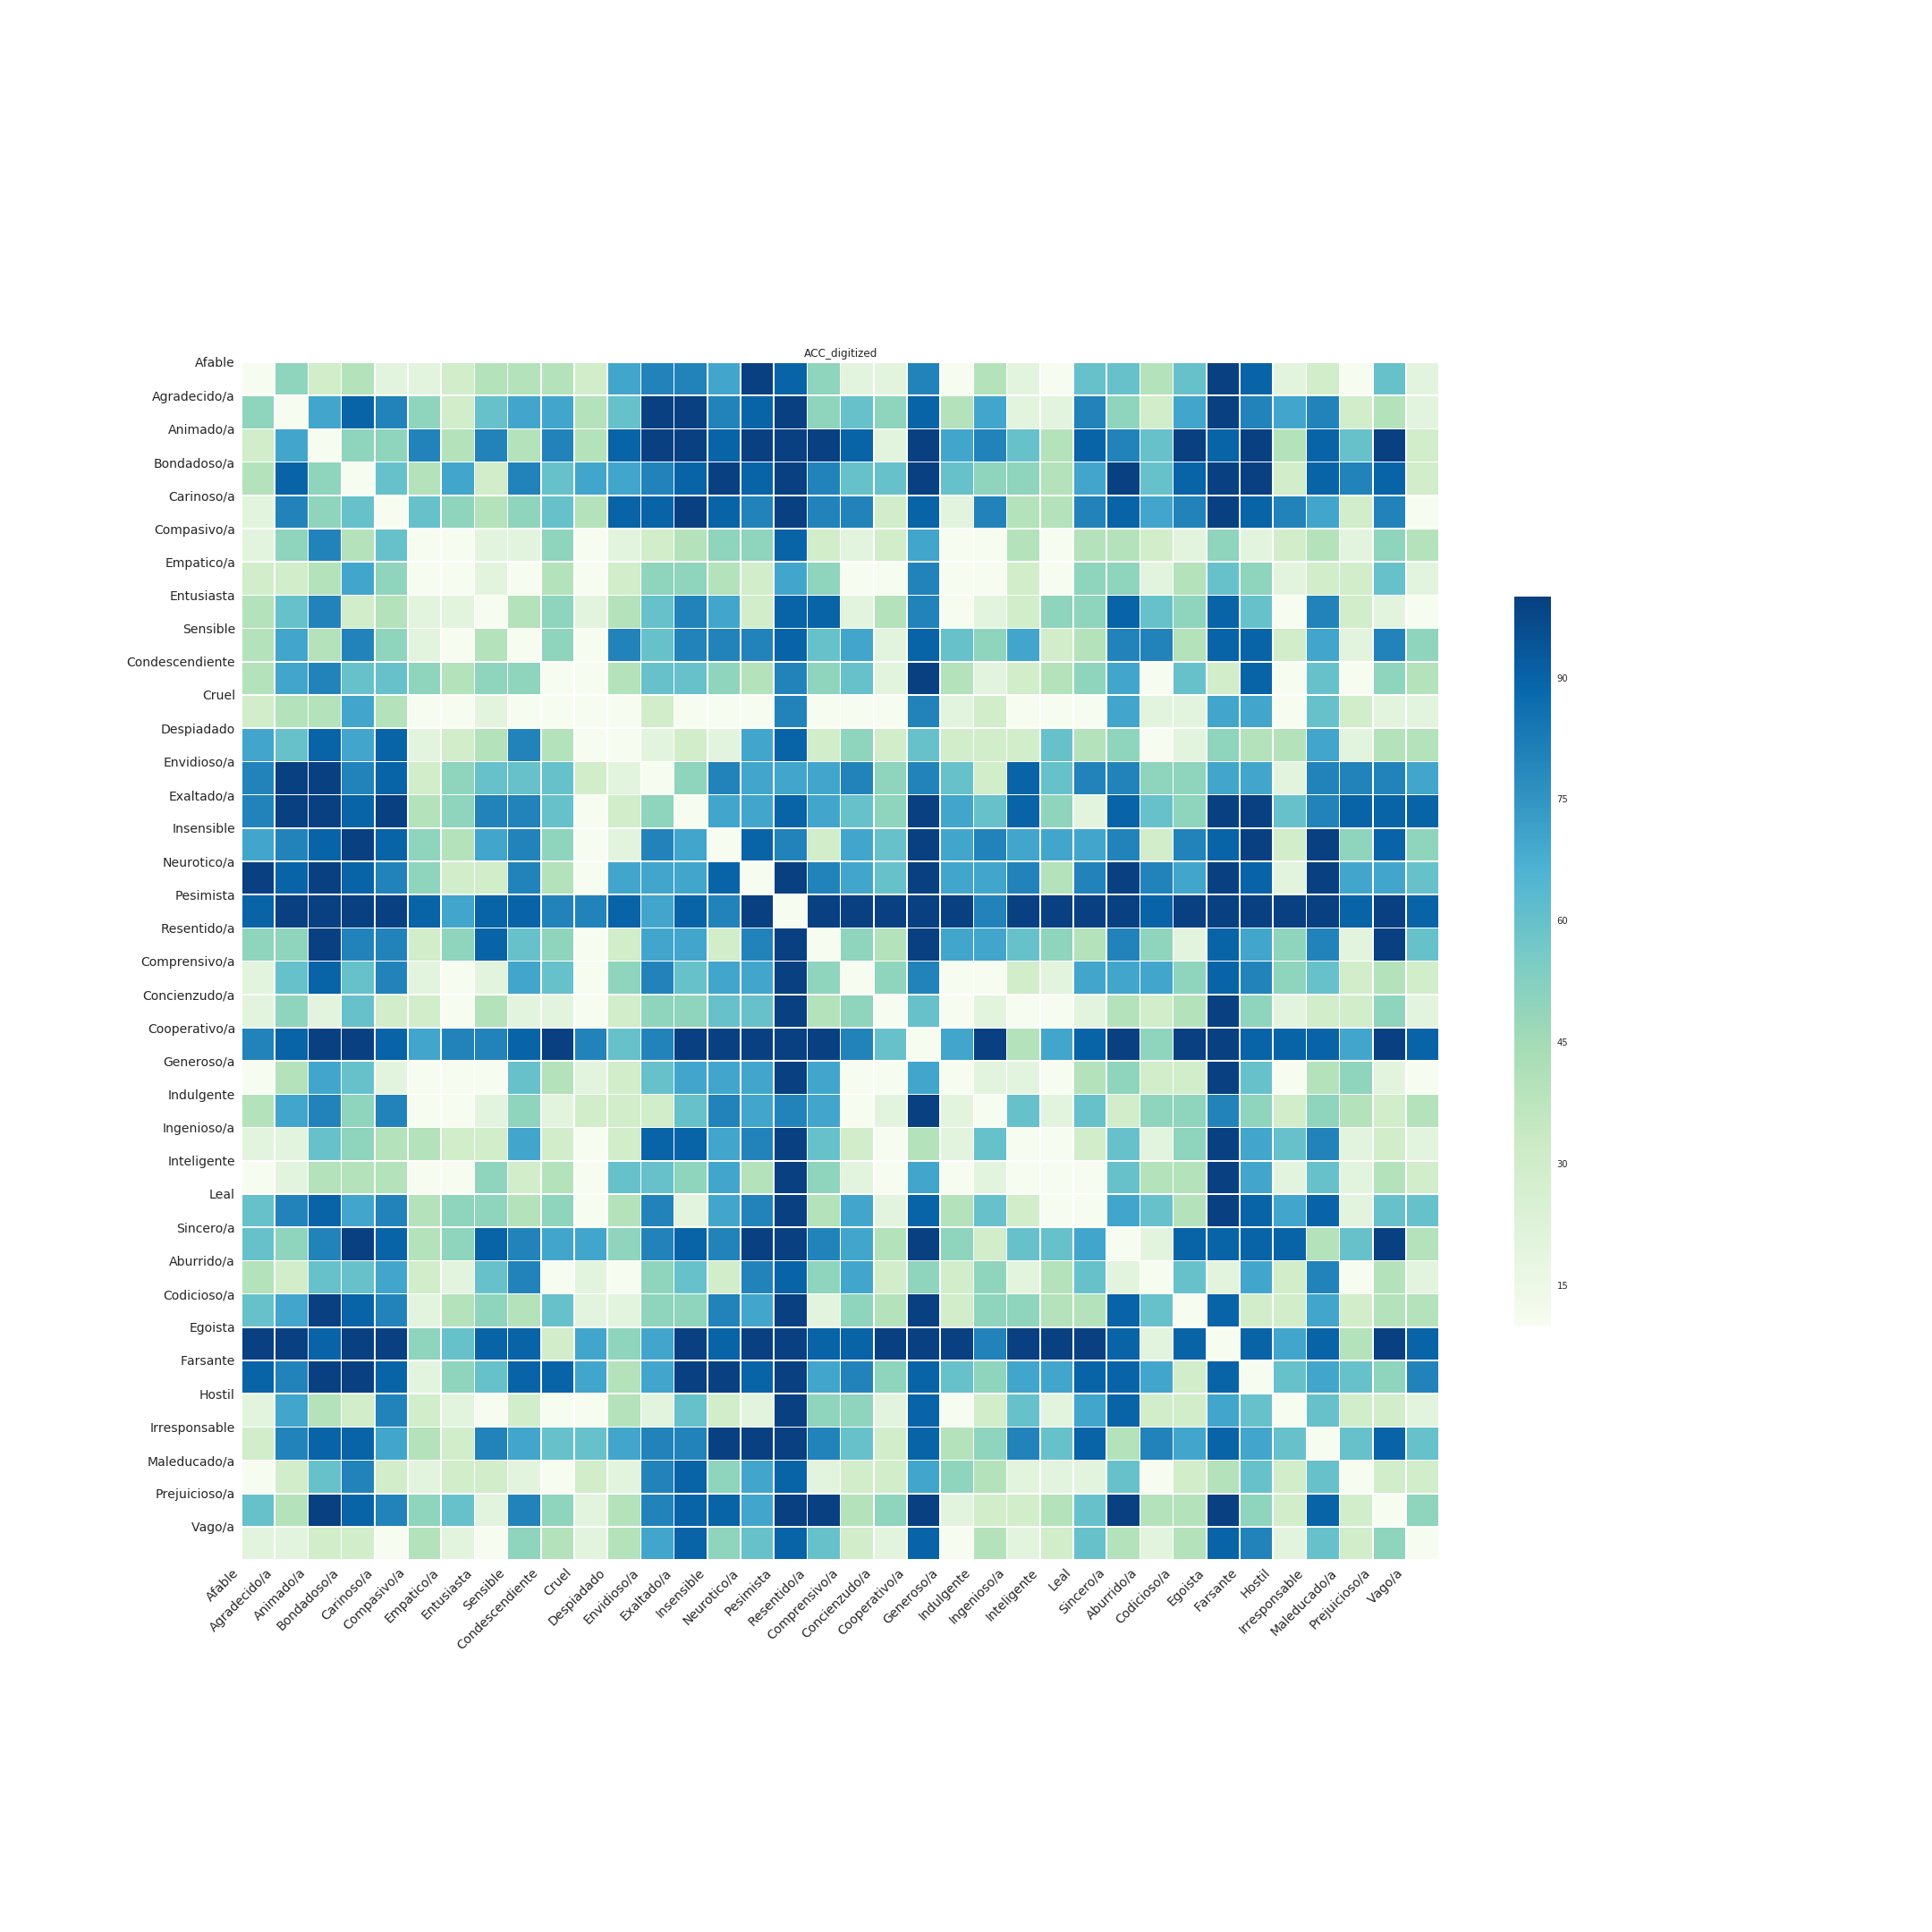 ACC_digitized
Afable
Agradecido/a
Animado/a
Bondadoso/a
Carinoso/a
Compasivo/a
Empatico/a
Entusiasta
Sensible
Condescendiente
Cruel
Despiadado
Envidioso/a
Exaltado/a
Insensible
Neurotico/a
Pesimista
Resentido/a
Comprensivo/a
Concienzudo/a
Cooperativo/a
Generoso/a
Indulgente
Ingenioso/a
Inteligente
Leal
Sincero/a
Aburrido/a
Codicioso/a
Egoista
Farsante
Hostil
Irresponsable
Maleducado/a
Prejuicioso/a
Vago/a
90
75
60
45
30
15
Afable
Agradecido/a
Animado/a
Bondadoso/a
Carinoso/a
Compasivo/a
Empatico/a
Entusiasta
Sensible
Condescendiente
Cruel
Despiadado
Envidioso/a
Exaltado/a
Insensible
Neurotico/a
Pesimista
Resentido/a
Comprensivo/a
Concienzudo/a
Cooperativo/a
Generoso/a
Indulgente
Ingenioso/a
Inteligente
Leal
Sincero/a
Aburrido/a
Codicioso/a
Egoista
Farsante
Hostil
Irresponsable
Maleducado/a
Prejuicioso/a
Vago/a